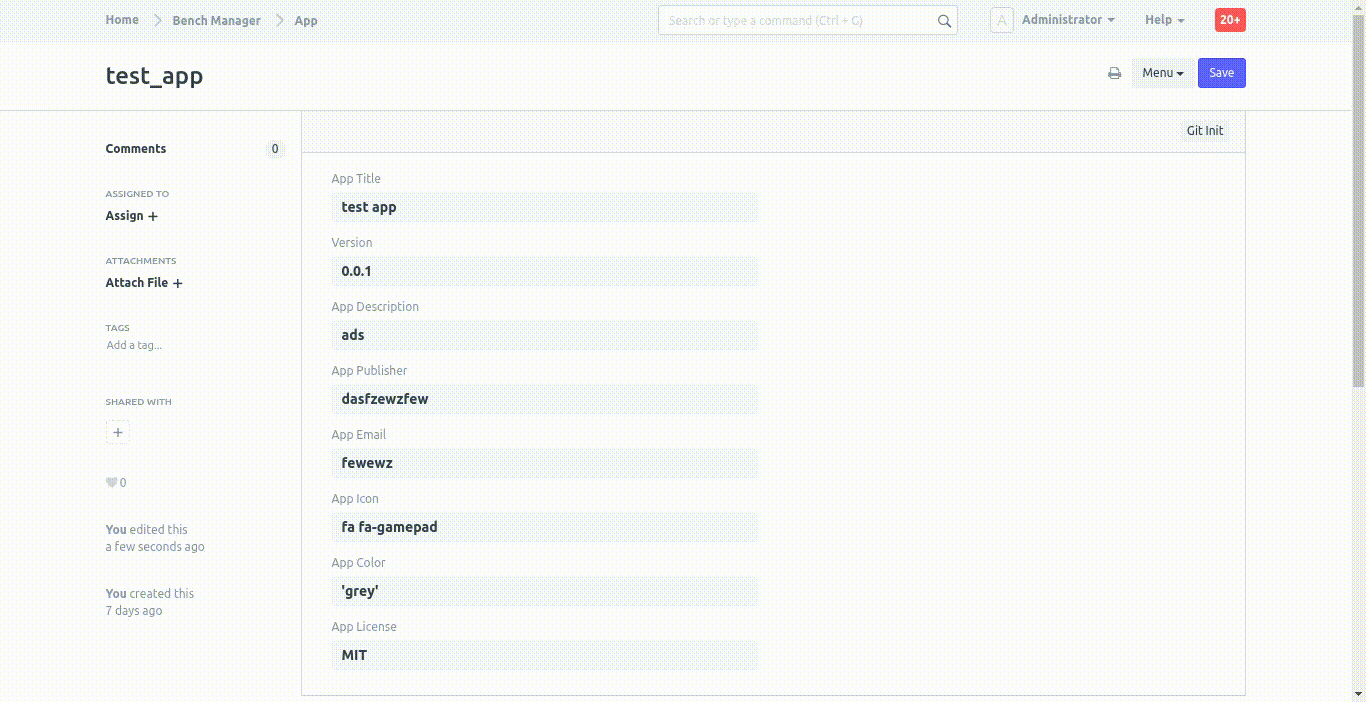 Home
Bench Manager
App
Search or type a command (Ctrl + G)
A
Administrator
Help
20+
test_app
Menu
Save
Comments
0
ASSIGNED TO
Assign +
ATTACHMENTS
Attach File +
TAGS
Add a tag...
SHARED WITH
+
0
You edited this
a few seconds ago
You created this
7 days ago
Git Init
App Title
test app
Version
0.0.1
App Description
ads
App Publisher
dasfzewzfew
App Email
fewewz
App Icon
fa fa-gamepad
App Color
'grey'
App License
MIT